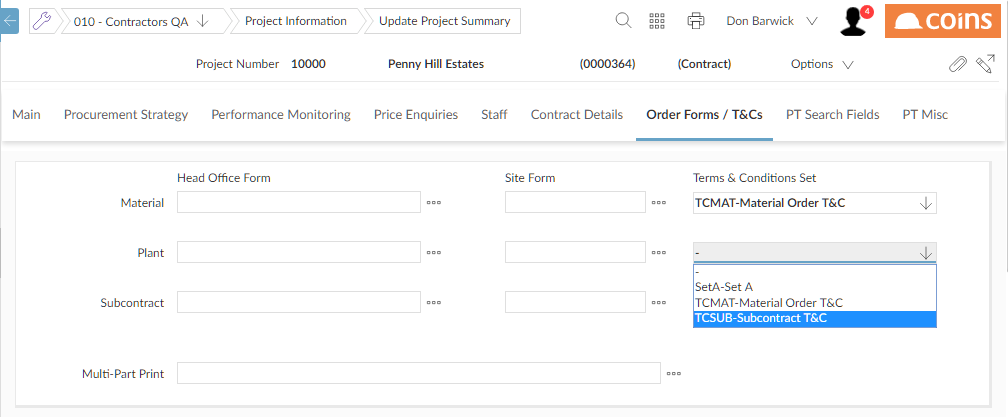 010 - Contractors QA Project Information Update Project Summary Don Barwick 4 coins
Project Number 10000 Penny Hill Estates (0000364) (Contract) Options
Main Procurement Strategy Performance Monitoring Price Enquiries Staff Contract Details Order Forms / T&Cs PT Search Fields PT Misc
Head Office Form Site Form Terms & Conditions Set
Material TCMAT-Material Order T&C
Plant -
-
SetA-Set A
Subcontract TCMAT-Material Order T&C
TCSUB-Subcontract T&C
Multi-Part Print